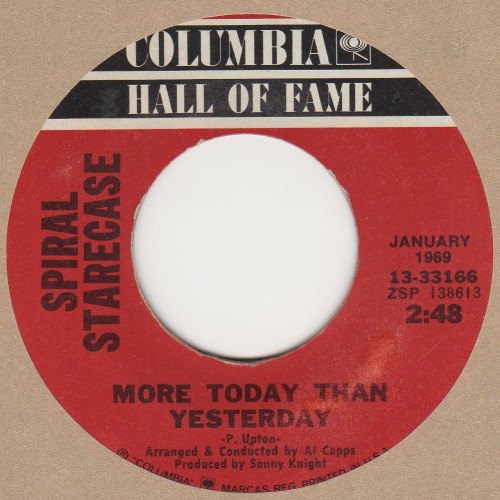 COLUMBIA
HALL OF FAME
SPIRAL
STARECASE
JANUARY
1969
13-33166
ZSP 138613
2:48
MORE TODAY THAN
YESTERDAY
-P. Upton-
Arranged & Conducted by Al Capps
Produced by Sonny Knight
℗ "COLUMBIA" MARCAS REG. PRINTED IN U.S.A.